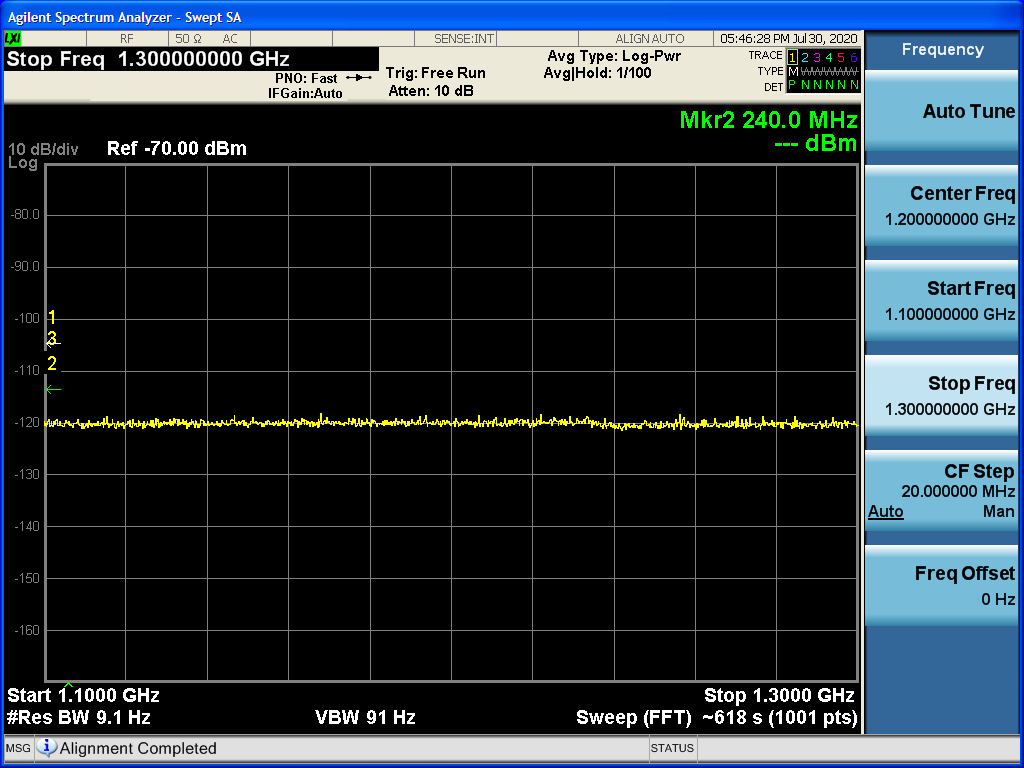 Agilent Spectrum Analyzer - Swept SA
LXI RF 50 Ω AC SENSE:INT ALIGN AUTO 05:46:28 PM Jul 30, 2020
Stop Freq 1.300000000 GHz
PNO: Fast
IFGain:Auto
Trig: Free Run
Atten: 10 dB
Avg Type: Log-Pwr
Avg|Hold: 1/100
TRACE 1 2 3 4 5 6
TYPE M WWWWW
DET P N N N N N
Mkr2 240.0 MHz
--- dBm
10 dB/div
Log
Ref -70.00 dBm
-80.0
-90.0
-100
-110
-120
-130
-140
-150
-160
1
3
2
Start 1.1000 GHz
Stop 1.3000 GHz
#Res BW 9.1 Hz
VBW 91 Hz
Sweep (FFT) ~618 s (1001 pts)
MSG Alignment Completed STATUS
Frequency
Auto Tune
Center Freq
1.200000000 GHz
Start Freq
1.100000000 GHz
Stop Freq
1.300000000 GHz
CF Step
20.000000 MHz
Auto Man
Freq Offset
0 Hz